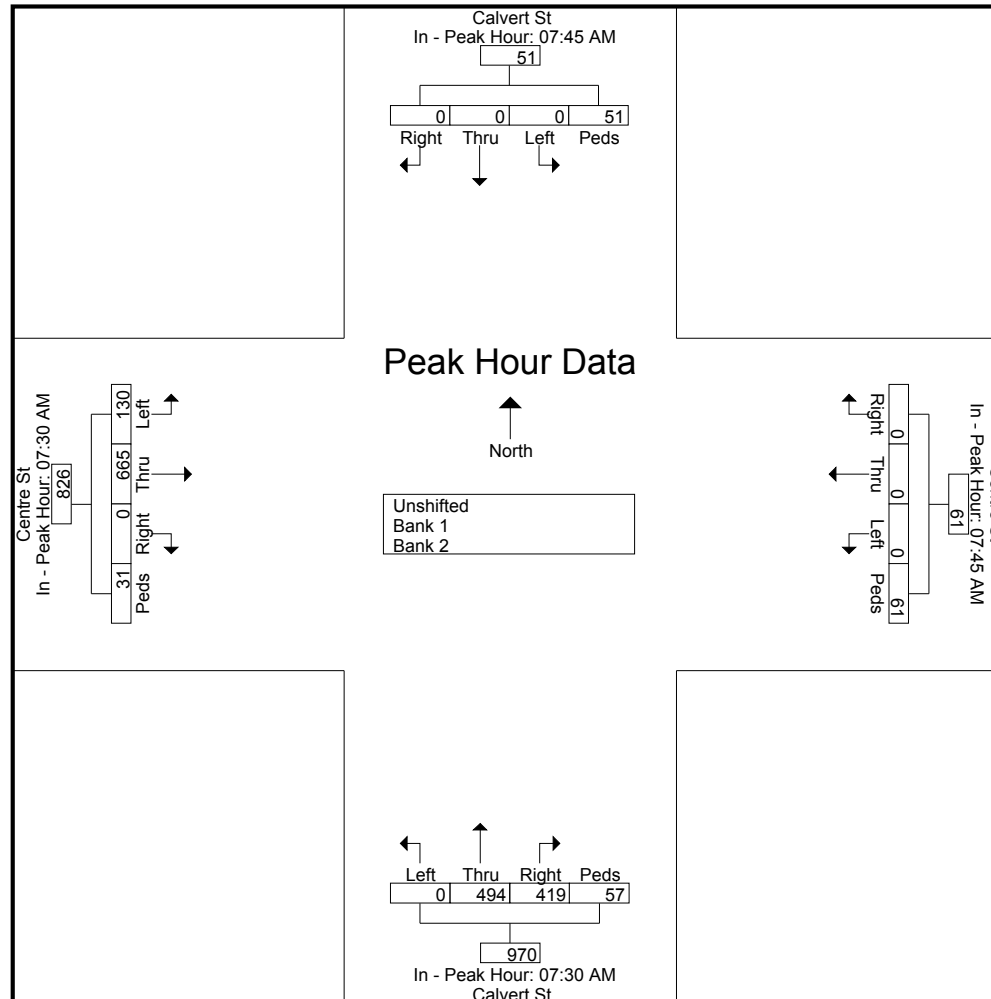 Calvert St
In - Peak Hour: 07:45 AM
51
0 0 0 51
Right Thru Left Peds
Peak Hour Data
North
Unshifted
Bank 1
Bank 2
Centre St
In - Peak Hour: 07:30 AM
826
130 665 0 31
Left Thru Right Peds
In - Peak Hour: 07:45 AM
61
0 0 0 61
Right Thru Left Peds
Left Thru Right Peds
0 494 419 57
970
In - Peak Hour: 07:30 AM
Calvert St